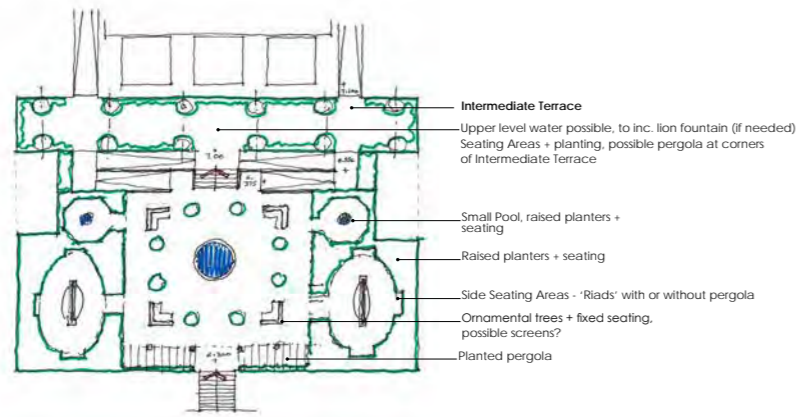 Intermediate Terrace
Upper level water possible, to inc. lion fountain (if needed)
Seating Areas + planting, possible pergola at corners
of Intermediate Terrace
7.00
Small Pool, raised planters +
seating
Raised planters + seating
Side Seating Areas - 'Riads' with or without pergola
Ornamental trees + fixed seating,
possible screens?
Planted pergola